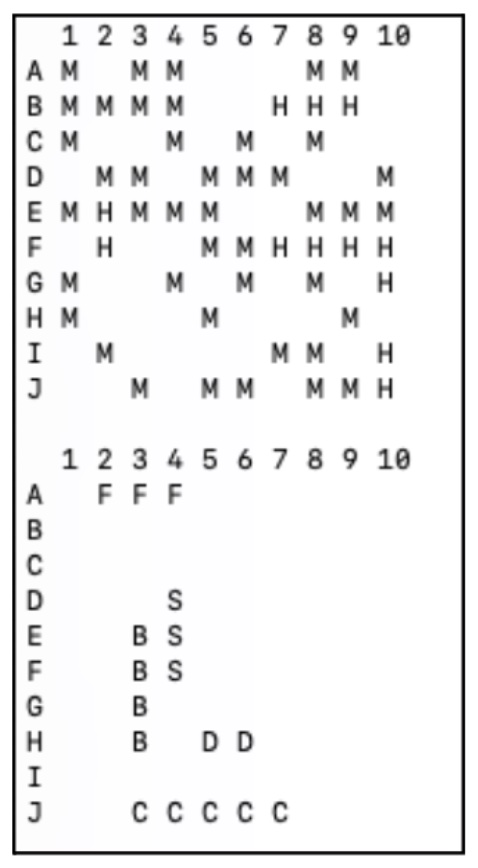 1 2 3 4 5 6 7 8 9 10
A  M   M M       M M
B  M M M M     H H H
C  M     M   M   M
D    M M   M M M     M
E  M H M M M     M M M
F    H     M M H H H H
G  M     M   M   M   H
H  M       M       M
I    M         M M   H
J      M   M M   M M H

   1 2 3 4 5 6 7 8 9 10
A    F F F
B
C
D        S
E      B S
F      B S
G      B
H      B   D D
I
J      C C C C C